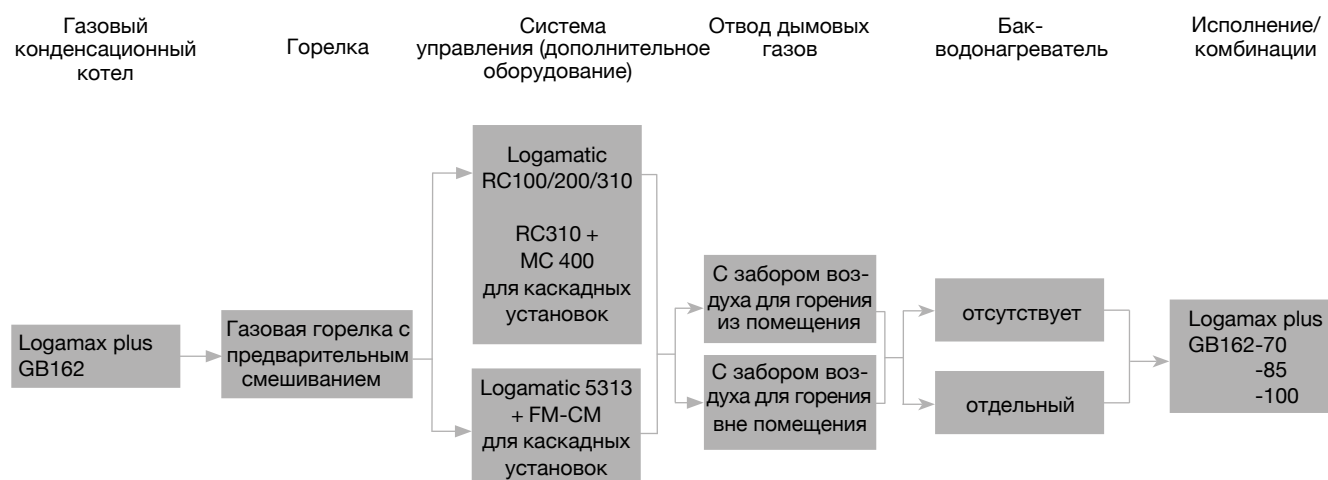 Газовый
конденсационный
котел
Горелка
Система
управления (дополнительное
оборудование)
Отвод дымовых
газов
Бак-
водонагреватель
Исполнение/
комбинации
Logamax plus
GB162
Газовая горелка с
предварительным
смешиванием
Logamatic
RC100/200/310
RC310 +
MC 400
для каскадных
установок
Logamatic 5313
+ FM-CM
для каскадных
установок
С забором воз-
духа для горения
из помещения
С забором воз-
духа для горения
вне помещения
отсутствует
отдельный
Logamax plus
GB162-70
-85
-100